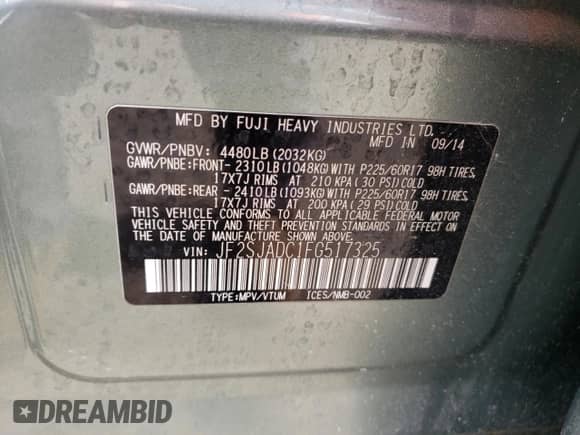 MFD BY FUJI HEAVY INDUSTRIES LTD.
MFD IN 09/14
GVWR/PNBV: 4480LB(2032KG)
GAWR/PNBE:FRONT- 2310LB(1048KG)WITH P225/60R17 98H TIRES,
17X7J RIMS AT 210 KPA(30 PSI)COLD
GAWR/PNBE:REAR - 2410LB(1093KG)WITH P225/60R17 98H TIRES,
17X7J RIMS AT 200 KPA(29 PSI)COLD
THIS VEHICLE CONFORMS TO ALL APPLICABLE FEDERAL MOTOR
VEHICLE SAFETY AND THEFT PREVENTION STANDARDS IN EFFECT ON THE
DATE OF MANUFACTURE SHOWN ABOVE.
VIN: JF2SJADC1FG517325
TYPE:MPV/VTUM ICES/NMB-002
DREAMBID